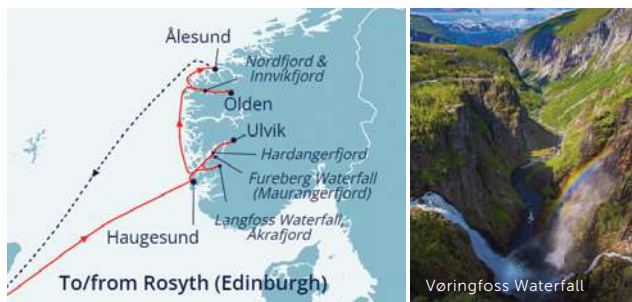 Ålesund
Nordfjord &
Innvikfjord
Olden
Ulvik
Hardangerfjord
Fureberg Waterfall
(Maurangerfjord)
Langfoss Waterfall,
Åkrafjord
Haugesund
To/from Rosyth (Edinburgh)
Vøringfoss Waterfall